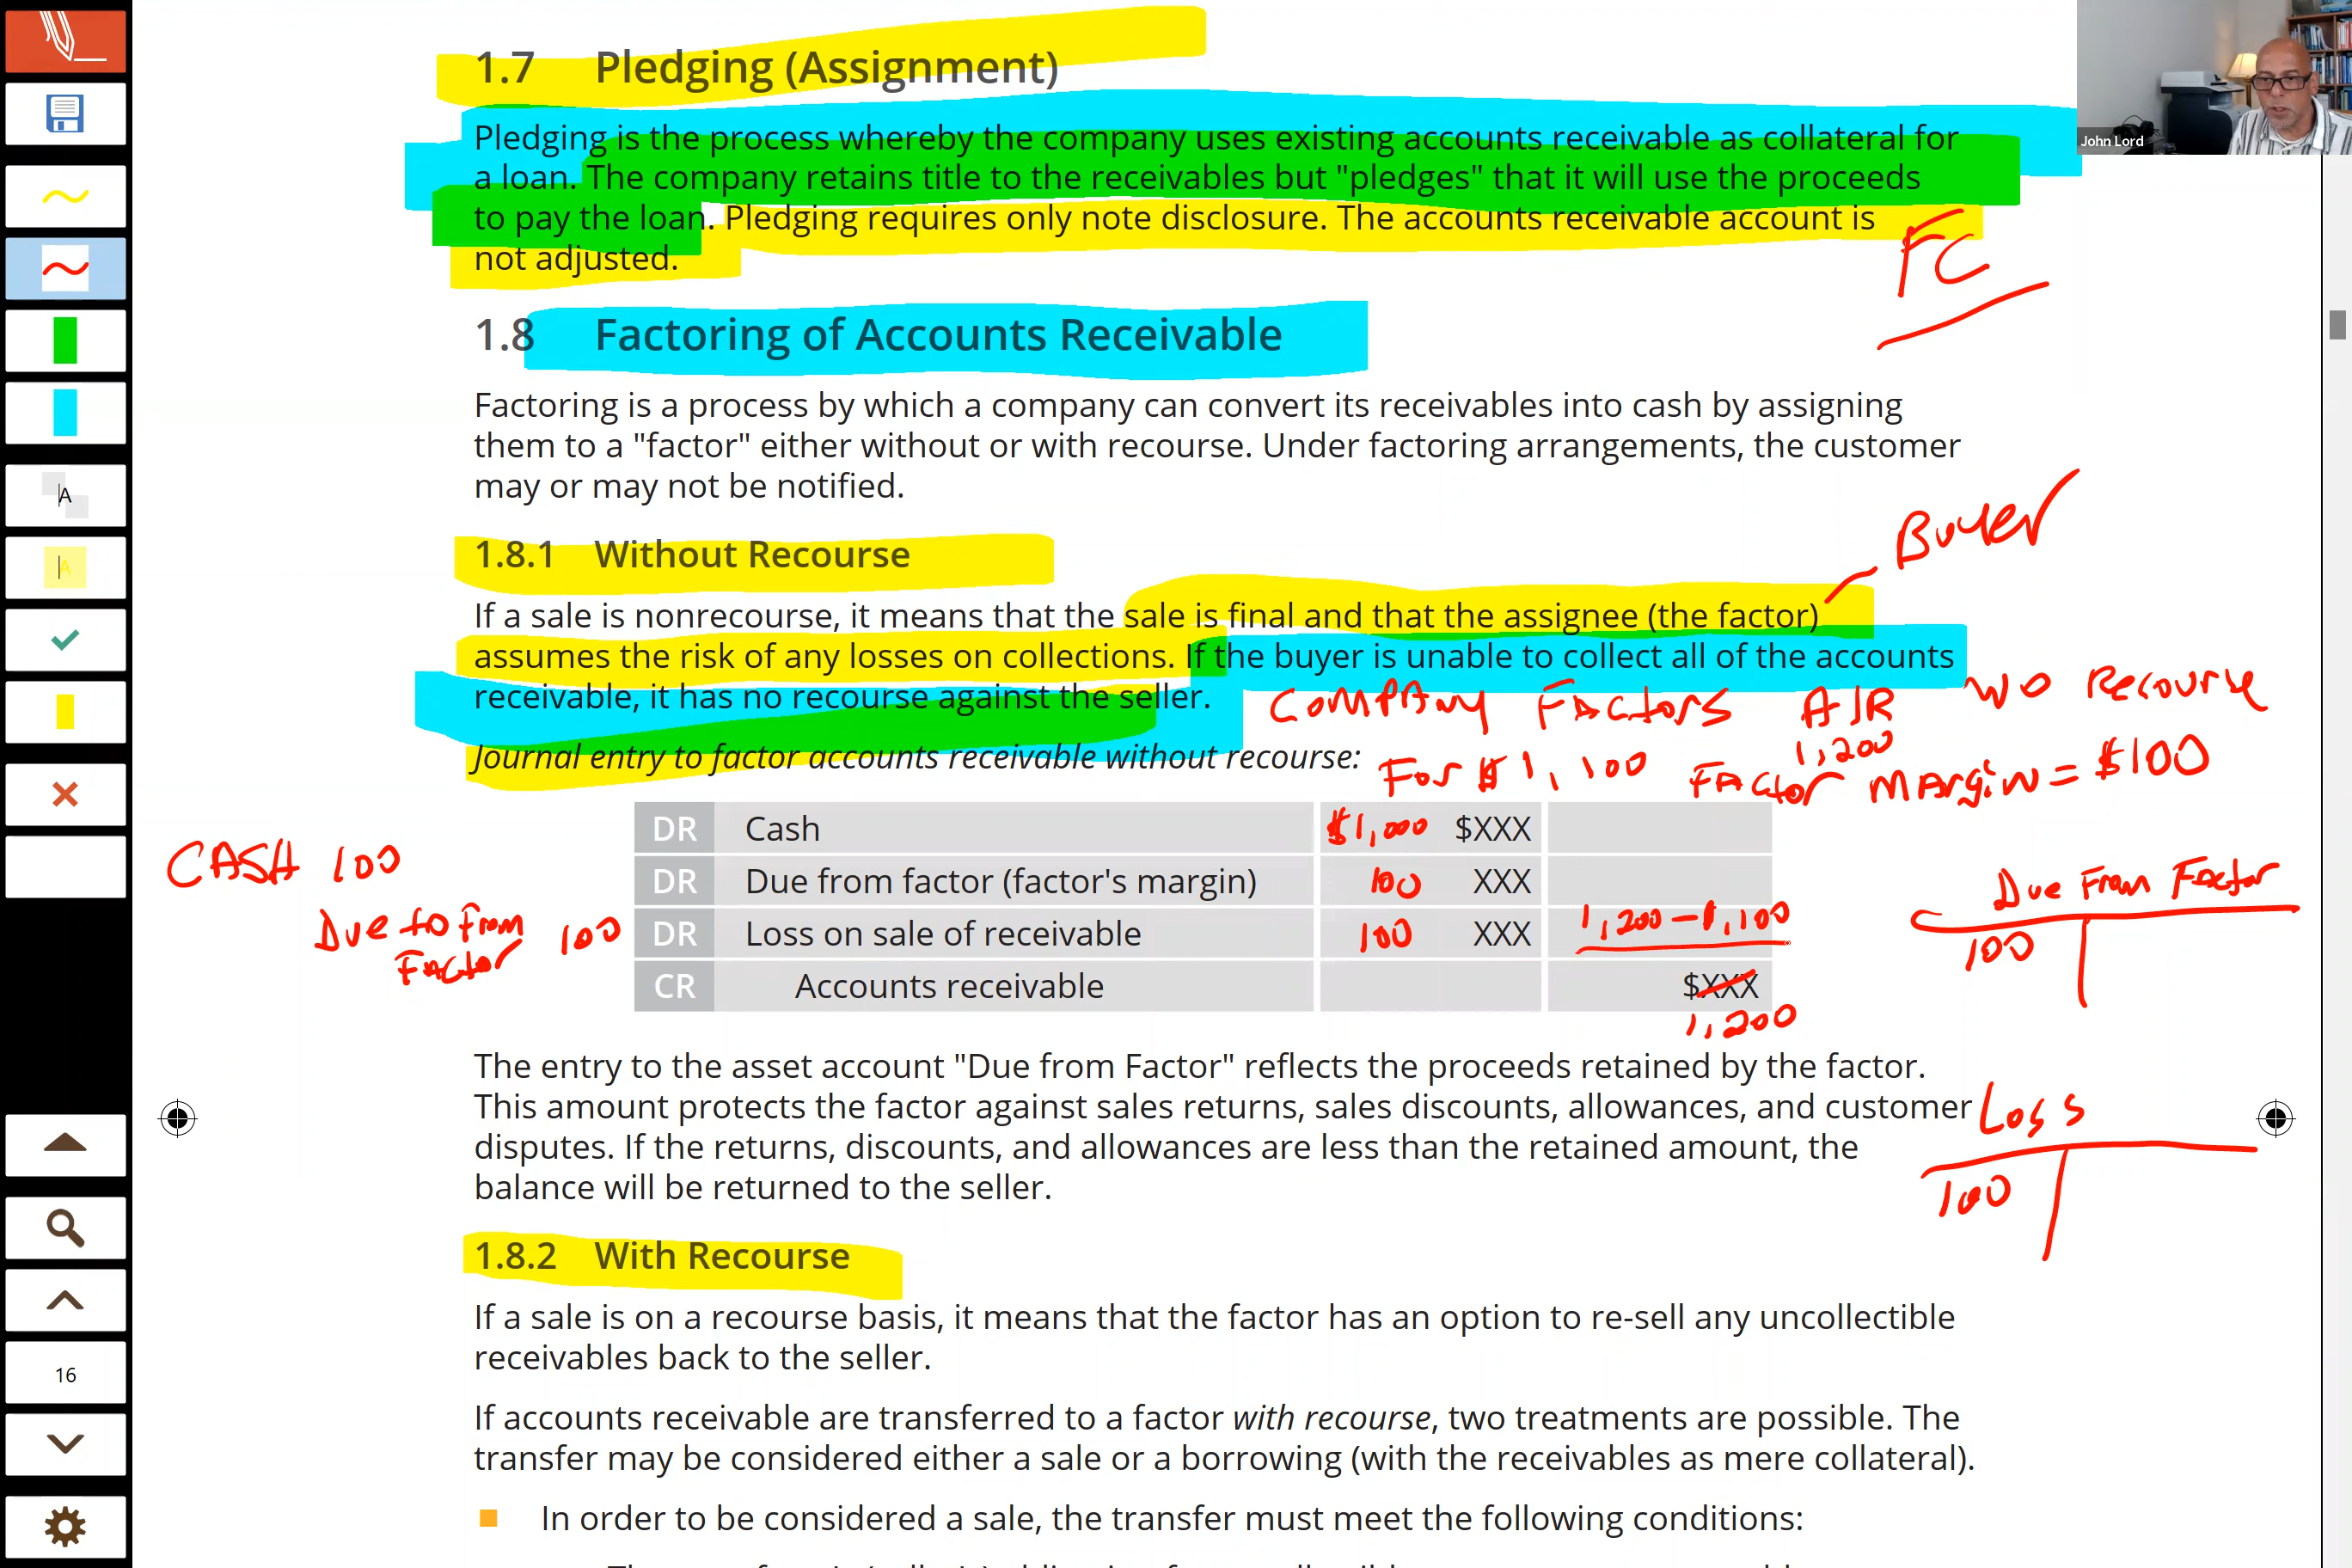 1.7 Pledging (Assignment)
John Lord
Pledging is the process whereby the company uses existing accounts receivable as collateral for
a loan. The company retains title to the receivables but "pledges" that it will use the proceeds
to pay the loan. Pledging requires only note disclosure. The accounts receivable account is
not adjusted.
FC
1.8 Factoring of Accounts Receivable
Factoring is a process by which a company can convert its receivables into cash by assigning
them to a "factor" either without or with recourse. Under factoring arrangements, the customer
may or may not be notified.
Buyer
1.8.1 Without Recourse
If a sale is nonrecourse, it means that the sale is final and that the assignee (the factor)
assumes the risk of any losses on collections. If the buyer is unable to collect all of the accounts
receivable, it has no recourse against the seller.
Company Factors A/R WO Recourse
1,200
Journal entry to factor accounts receivable without recourse:
For $1,100 Factor Margin = $100
DR Cash $1,000 $XXX
DR Due from factor (factor's margin) 100 XXX
DR Loss on sale of receivable 100 XXX 1,200 - 1,100
CR Accounts receivable $XXX
1,200
CASH 100
Due to From
Factor 100
Due From Factor
100
The entry to the asset account "Due from Factor" reflects the proceeds retained by the factor.
This amount protects the factor against sales returns, sales discounts, allowances, and customer
disputes. If the returns, discounts, and allowances are less than the retained amount, the
balance will be returned to the seller.
Loss
100
1.8.2 With Recourse
If a sale is on a recourse basis, it means that the factor has an option to re-sell any uncollectible
receivables back to the seller.
If accounts receivable are transferred to a factor with recourse, two treatments are possible. The
transfer may be considered either a sale or a borrowing (with the receivables as mere collateral).
In order to be considered a sale, the transfer must meet the following conditions:
A
A
16